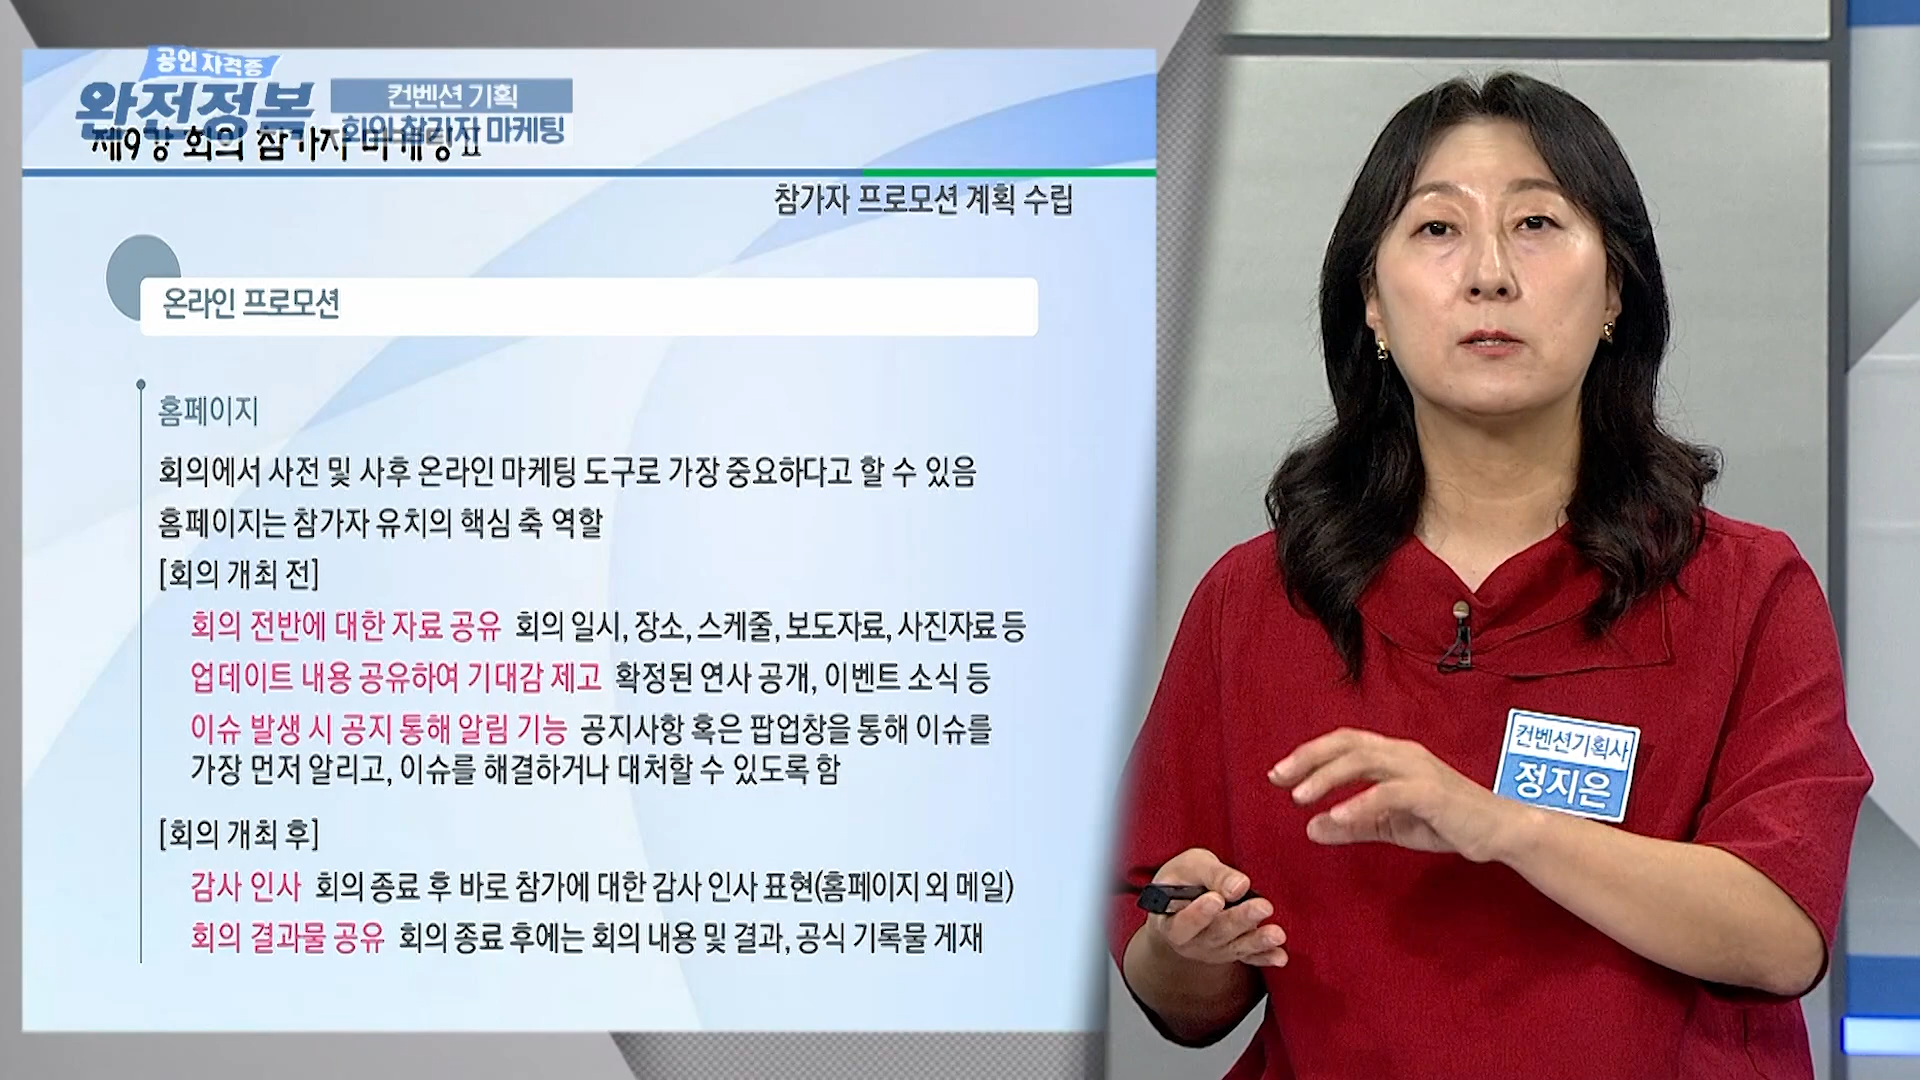 공인 자격증
완전정복
컨벤션 기획
회의 참가자 마케팅
제9강 회의 참가자 마케팅Ⅱ
참가자 프로모션 계획 수립
온라인 프로모션
홈페이지
회의에서 사전 및 사후 온라인 마케팅 도구로 가장 중요하다고 할 수 있음
홈페이지는 참가자 유치의 핵심 축 역할
[회의 개최 전]
회의 전반에 대한 자료 공유 회의 일시, 장소, 스케줄, 보도자료, 사진자료 등
업데이트 내용 공유하여 기대감 제고 확정된 연사 공개, 이벤트 소식 등
이슈 발생 시 공지 통해 알림 기능 공지사항 혹은 팝업창을 통해 이슈를
가장 먼저 알리고, 이슈를 해결하거나 대처할 수 있도록 함
[회의 개최 후]
감사 인사 회의 종료 후 바로 참가에 대한 감사 인사 표현(홈페이지 외 메일)
회의 결과물 공유 회의 종료 후에는 회의 내용 및 결과, 공식 기록물 게재
컨벤션기획사
정지은